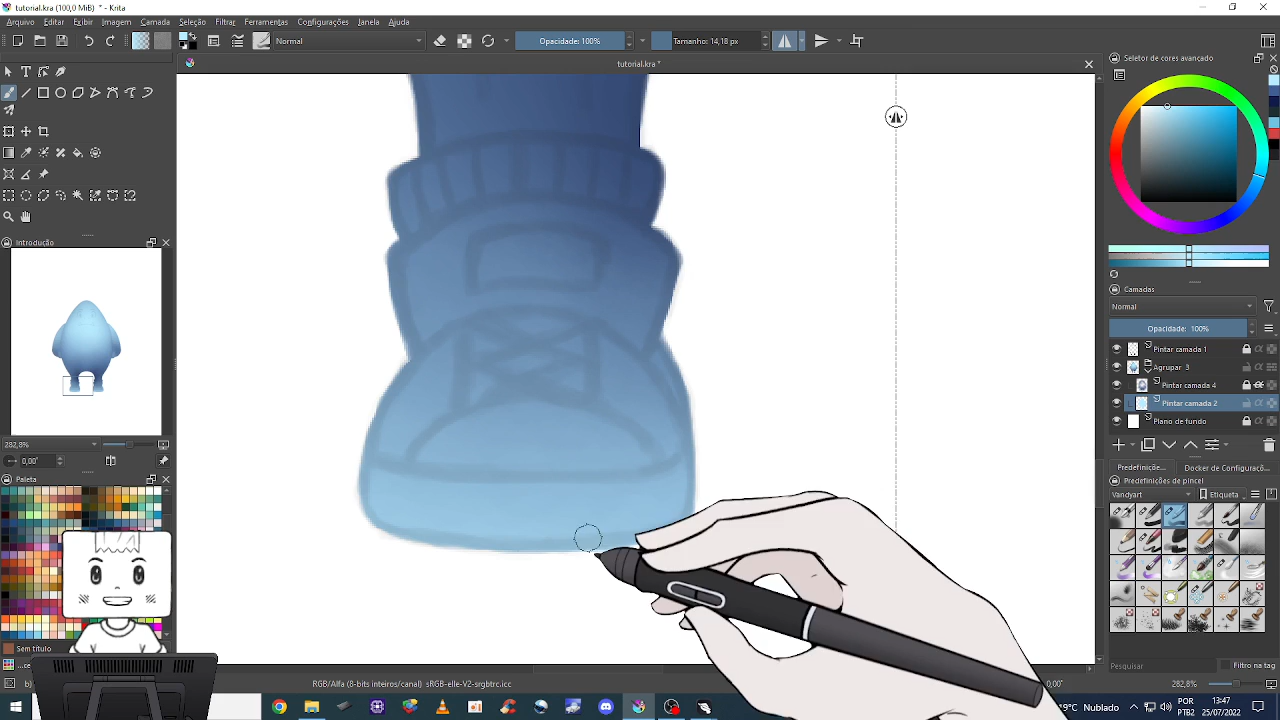 tutorial.kra (100,0 MiB) * - Krita
Arquivo Editar Exibir Imagem Camada Seleção Filtrar Ferramentas Configurações Janela Ajuda
Normal
Opacidade: 100%
Tamanho: 14,18 px
tutorial.kra *
Seletor de cores avançado
Introdução
Camadas
Normal
Opacidade: 100%
Pintar camada 1
Agrupar 3
Pintar camada 4
Pintar camada 2
Plano de fundo
282,8%
0,00°
Predefiniçõe...
Docker de Configuraçõ...
Paleta
Predefinições de pincel
Vandyart
Etiqueta
Sem título
Pesquisar
Filtro na tag
RGB/Alfa (8-bits inteiros/canal) sRGB-elle-V2-srgbtrc.icc
0,00°
282,8%
Nublado
POR
PTB2
13:47
25/07/2022